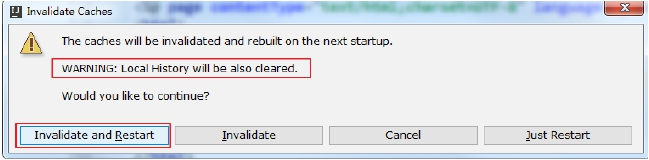 Invalidate Caches
The caches will be invalidated and rebuilt on the next startup.
WARNING: Local History will be also cleared.
Would you like to continue?
Invalidate and Restart
Invalidate
Cancel
Just Restart